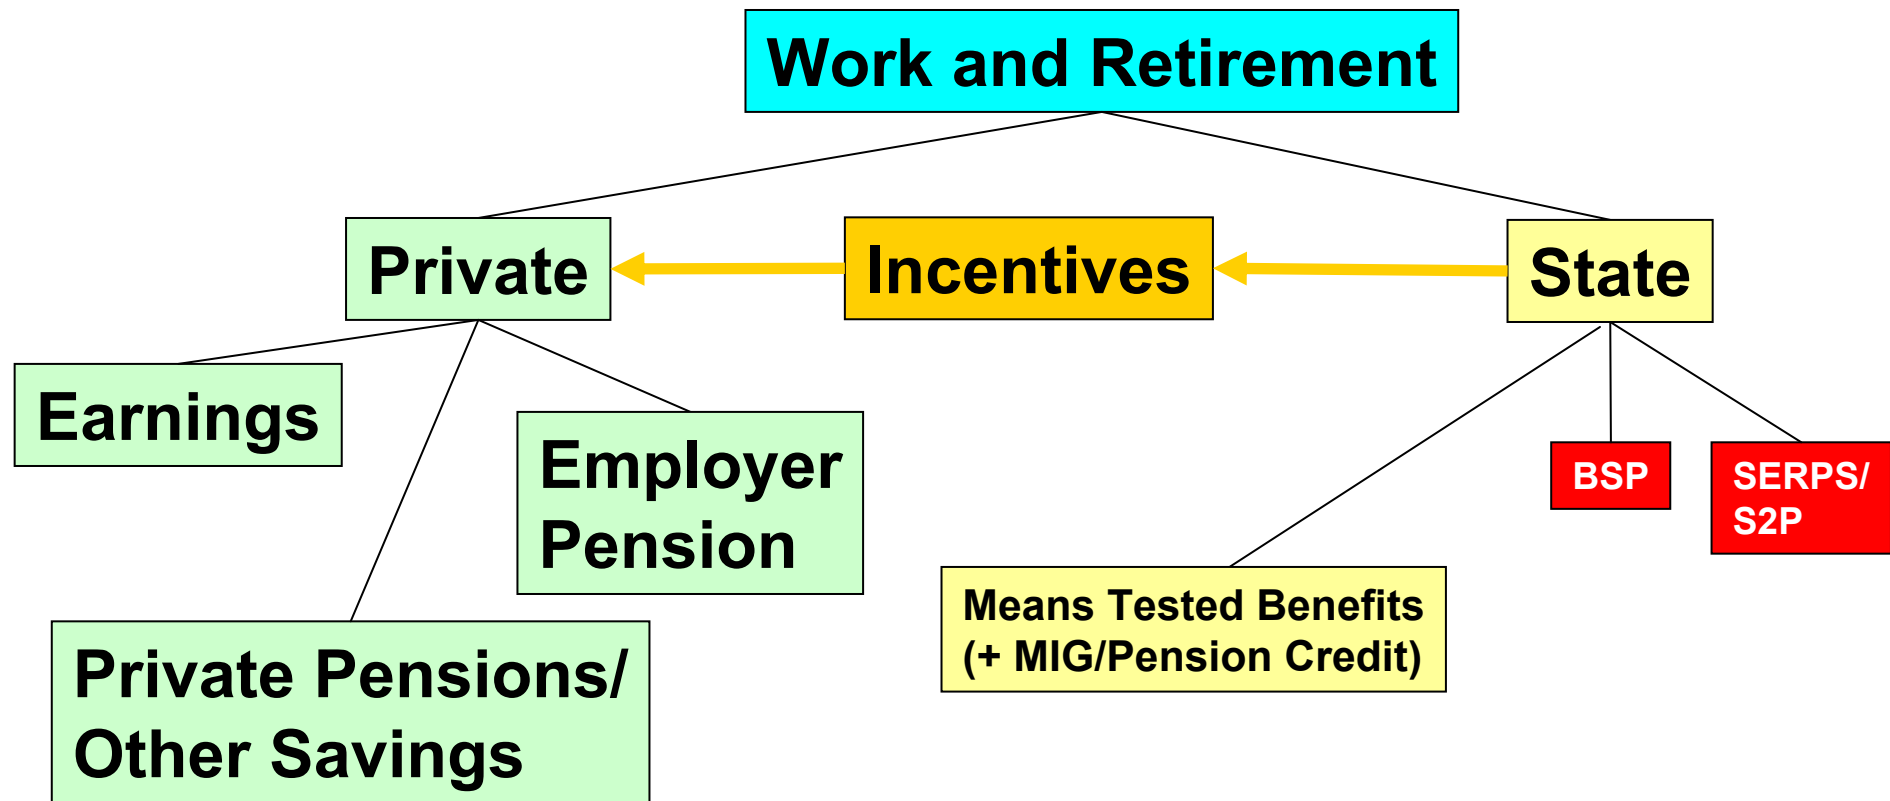 Work and Retirement
Private
Incentives
State
Earnings
Employer
Pension
BSP
SERPS/
S2P
Means Tested Benefits
(+ MIG/Pension Credit)
Private Pensions/
Other Savings